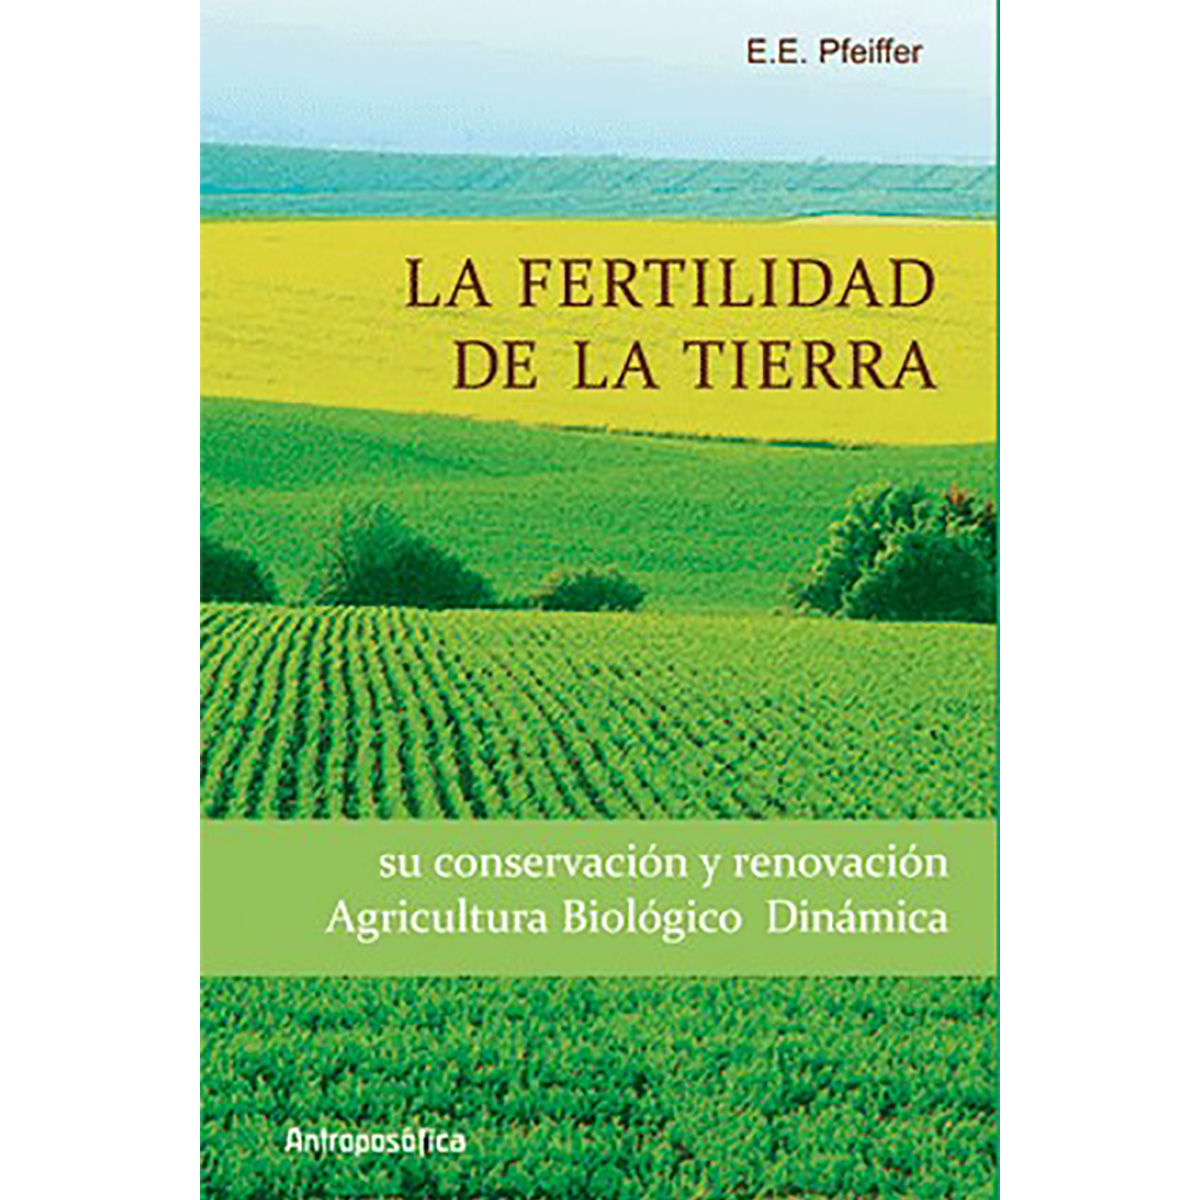 E.E. Pfeiffer
LA FERTILIDAD
DE LA TIERRA
su conservación y renovación
Agricultura Biológico Dinámica
Antroposófica